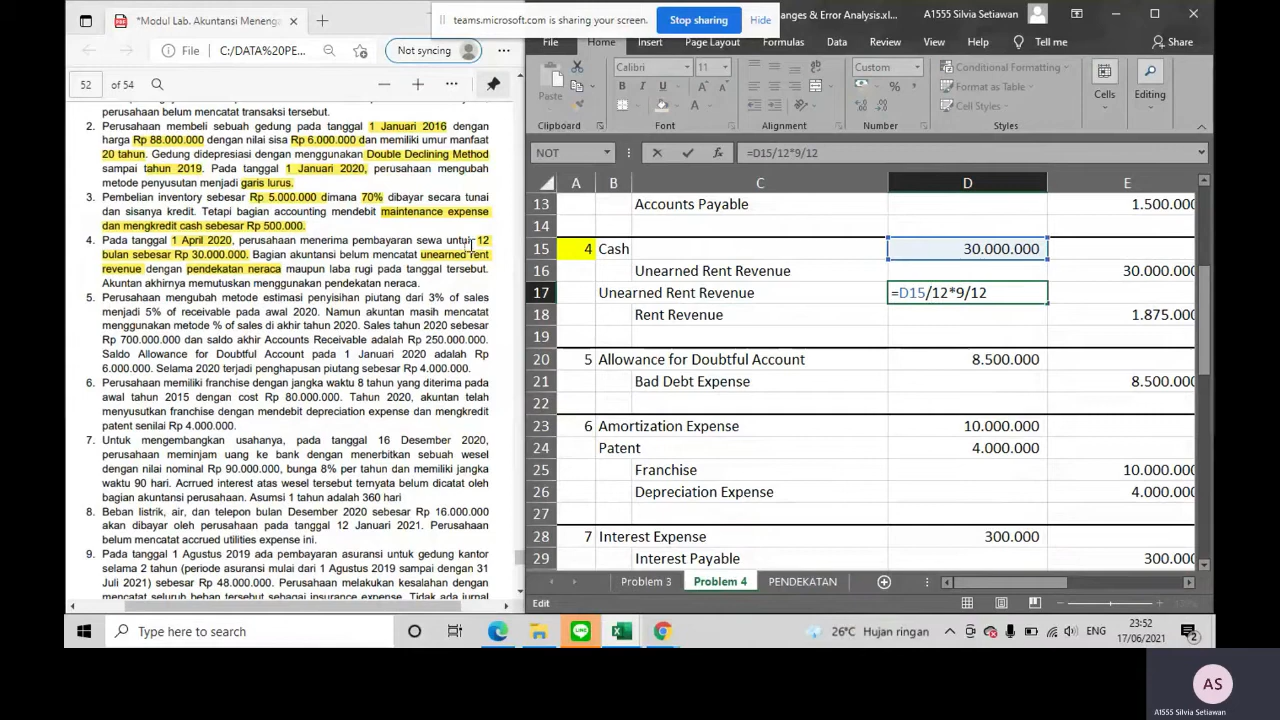 *Modul Lab. Akuntansi Meneng
teams.microsoft.com is sharing your screen.
Stop sharing
Hide
nges & Error Analysis.xl...
A1555 Silvia Setiawan
File
C:/DATA%20PE...
Not syncing
File
Home
Insert
Page Layout
Formulas
Data
Review
View
Help
Tell me
Share
52
of 54
Paste
Calibri
11
B I U
Custom
Conditional Formatting
Format as Table
Cell Styles
Cells
Editing
Clipboard
Font
Alignment
Number
Styles
NOT
fx
=D15/12*9/12
perusahaan belum mencatat transaksi tersebut.
2. Perusahaan membeli sebuah gedung pada tanggal 1 Januari 2016 dengan
harga Rp 88.000.000 dengan nilai sisa Rp 6.000.000 dan memiliki umur manfaat
20 tahun. Gedung didepresiasi dengan menggunakan Double Declining Method
sampai tahun 2019. Pada tanggal 1 Januari 2020, perusahaan mengubah
metode penyusutan menjadi garis lurus.
3. Pembelian inventory sebesar Rp 5.000.000 dimana 70% dibayar secara tunai
dan sisanya kredit. Tetapi bagian accounting mendebit maintenance expense
dan mengkredit cash sebesar Rp 500.000.
4. Pada tanggal 1 April 2020, perusahaan menerima pembayaran sewa untuk 12
bulan sebesar Rp 30.000.000. Bagian akuntansi belum mencatat unearned rent
revenue dengan pendekatan neraca maupun laba rugi pada tanggal tersebut.
Akuntan akhirnya memutuskan menggunakan pendekatan neraca.
5. Perusahaan mengubah metode estimasi penyisihan piutang dari 3% of sales
menjadi 5% of receivable pada awal 2020. Namun akuntan masih mencatat
menggunakan metode % of sales di akhir tahun 2020. Sales tahun 2020 sebesar
Rp 700.000.000 dan saldo akhir Accounts Receivable adalah Rp 250.000.000.
Saldo Allowance for Doubtful Account pada 1 Januari 2020 adalah Rp
6.000.000. Selama 2020 terjadi penghapusan piutang sebesar Rp 4.000.000.
6. Perusahaan memiliki franchise dengan jangka waktu 8 tahun yang diterima pada
awal tahun 2015 dengan cost Rp 80.000.000. Tahun 2020, akuntan telah
menyusutkan franchise dengan mendebit depreciation expense dan mengkredit
patent senilai Rp 4.000.000.
7. Untuk mengembangkan usahanya, pada tanggal 16 Desember 2020,
perusahaan meminjam uang ke bank dengan menerbitkan sebuah wesel
dengan nilai nominal Rp 90.000.000, bunga 8% per tahun dan memiliki jangka
waktu 90 hari. Acrrued interest atas wesel tersebut ternyata belum dicatat oleh
bagian akuntansi perusahaan. Asumsi 1 tahun adalah 360 hari
8. Beban listrik, air, dan telepon bulan Desember 2020 sebesar Rp 16.000.000
akan dibayar oleh perusahaan pada tanggal 12 Januari 2021. Perusahaan
belum mencatat accrued utilities expense ini.
9. Pada tanggal 1 Agustus 2019 ada pembayaran asuransi untuk gedung kantor
selama 2 tahun (periode asuransi mulai dari 1 Agustus 2019 sampai dengan 31
Juli 2021) sebesar Rp 48.000.000. Perusahaan melakukan kesalahan dengan
mencatat seluruh beban tersebut sebagai insurance expense. Tidak ada jurnal
A B C D E
13 Accounts Payable 1.500.000
14
15 4 Cash 30.000.000
16 Unearned Rent Revenue 30.000.000
17 Unearned Rent Revenue =D15/12*9/12
18 Rent Revenue 1.875.000
19
20 5 Allowance for Doubtful Account 8.500.000
21 Bad Debt Expense 8.500.000
22
23 6 Amortization Expense 10.000.000
24 Patent 4.000.000
25 Franchise 10.000.000
26 Depreciation Expense 4.000.000
27
28 7 Interest Expense 300.000
29 Interest Payable 300.000
Problem 3
Problem 4
PENDEKATAN
Edit
Type here to search
26°C Hujan ringan
ENG
23:52
17/06/2021
2
AS
A1555 Silvia Setiawan